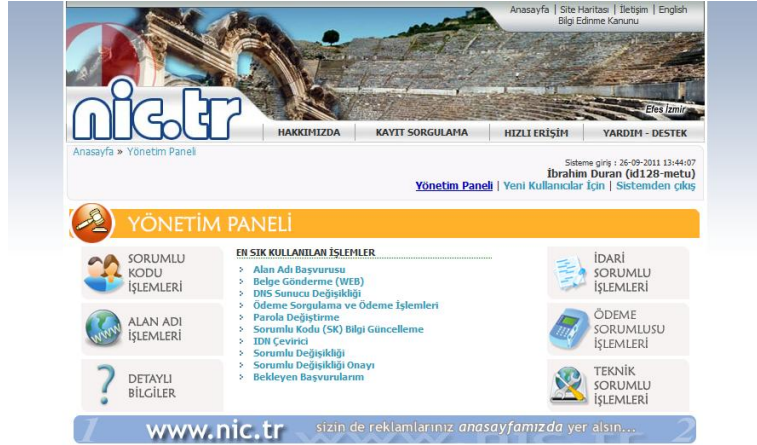 Anasayfa | Site Haritası | İletişim | English
Bilgi Edinme Kanunu
Efes İzmir
nic.tr
HAKKIMIZDA KAYIT SORGULAMA HIZLI ERİŞİM YARDIM - DESTEK
Anasayfa » Yönetim Paneli
Sisteme giriş : 26-09-2011 13:44:07
İbrahim Duran (id128-metu)
Yönetim Paneli | Yeni Kullanıcılar İçin | Sistemden çıkış
YÖNETİM PANELİ
SORUMLU
KODU
İŞLEMLERİ
ALAN ADI
İŞLEMLERİ
DETAYLI
BİLGİLER
EN SIK KULLANILAN İŞLEMLER
Alan Adı Başvurusu
Belge Gönderme (WEB)
DNS Sunucu Değişikliği
Ödeme Sorgulama ve Ödeme İşlemleri
Parola Değiştirme
Sorumlu Kodu (SK) Bilgi Güncelleme
IDN Çevirici
Sorumlu Değişikliği
Sorumlu Değişikliği Onayı
Bekleyen Başvurularım
İDARİ
SORUMLU
İŞLEMLERİ
ÖDEME
SORUMLUSU
İŞLEMLERİ
TEKNİK
SORUMLU
İŞLEMLERİ
1 www.nic.tr sizin de reklamlarınız anasayfamızda yer alsın... 2